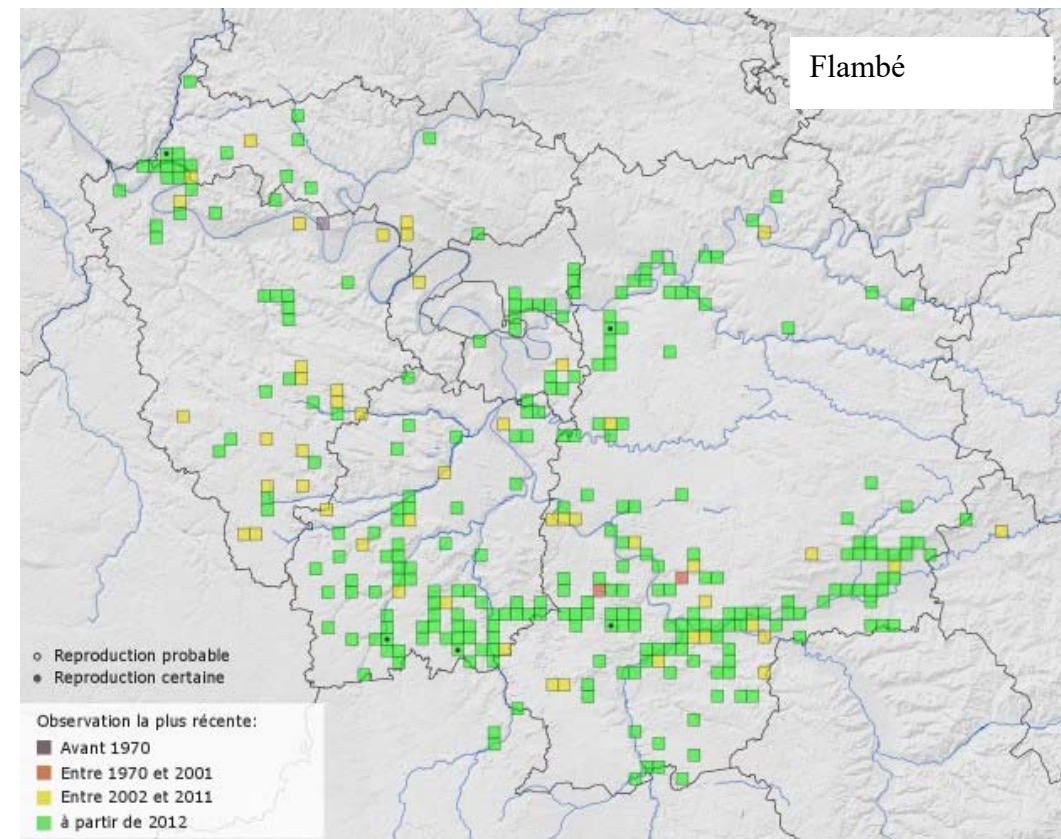 Flambé
Reproduction probable
Reproduction certaine
Observation la plus récente:
Avant 1970
Entre 1970 et 2001
Entre 2002 et 2011
à partir de 2012